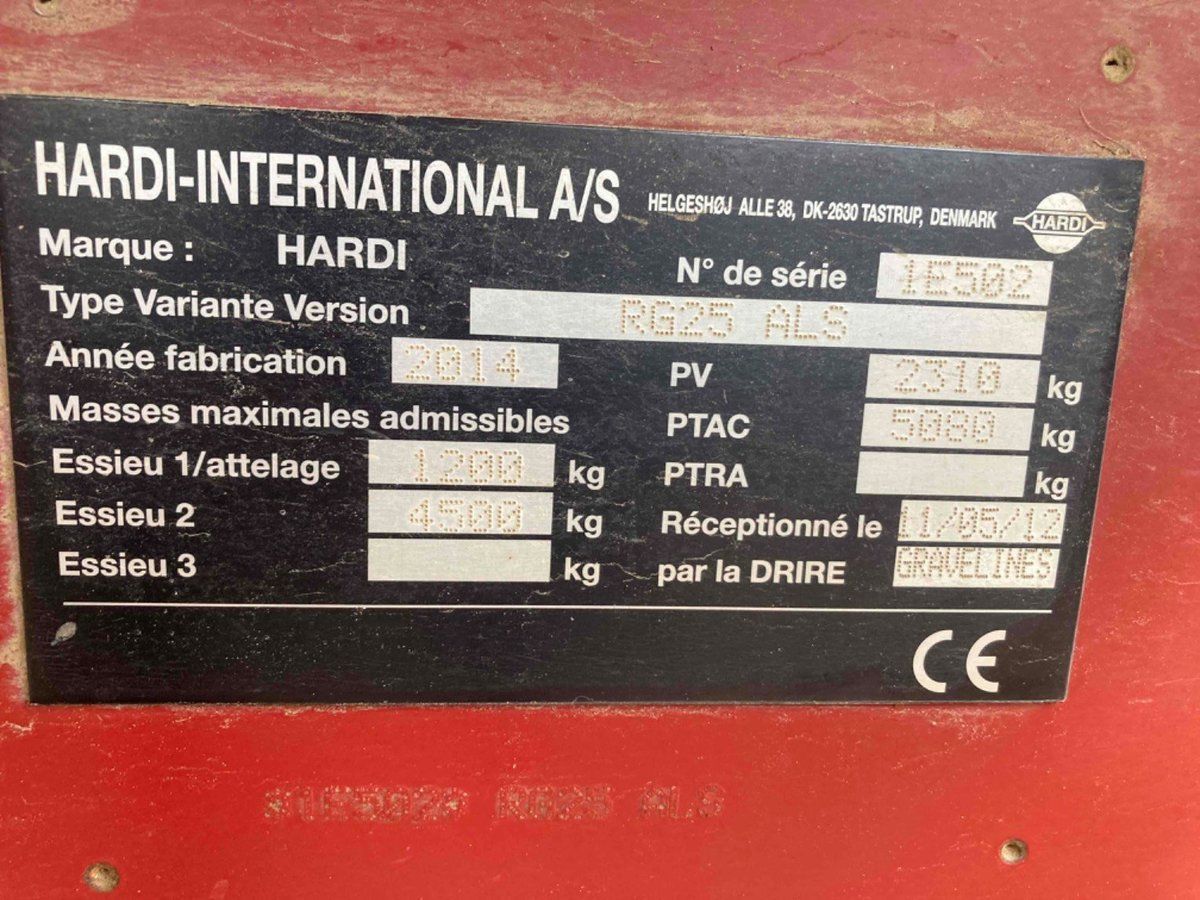 HARDI-INTERNATIONAL A/S HELGESHØJ ALLE 38, DK-2630 TASTRUP, DENMARK HARDI
Marque : HARDI N° de série 1E502
Type Variante Version RG25 ALS
Année fabrication 2014 PV 2310 kg
Masses maximales admissibles PTAC 5080 kg
Essieu 1/attelage 1200 kg PTRA kg
Essieu 2 4500 kg Réceptionné le 11/05/12
Essieu 3 kg par la DRIRE GRAVELINES
CE
RG25 ALS